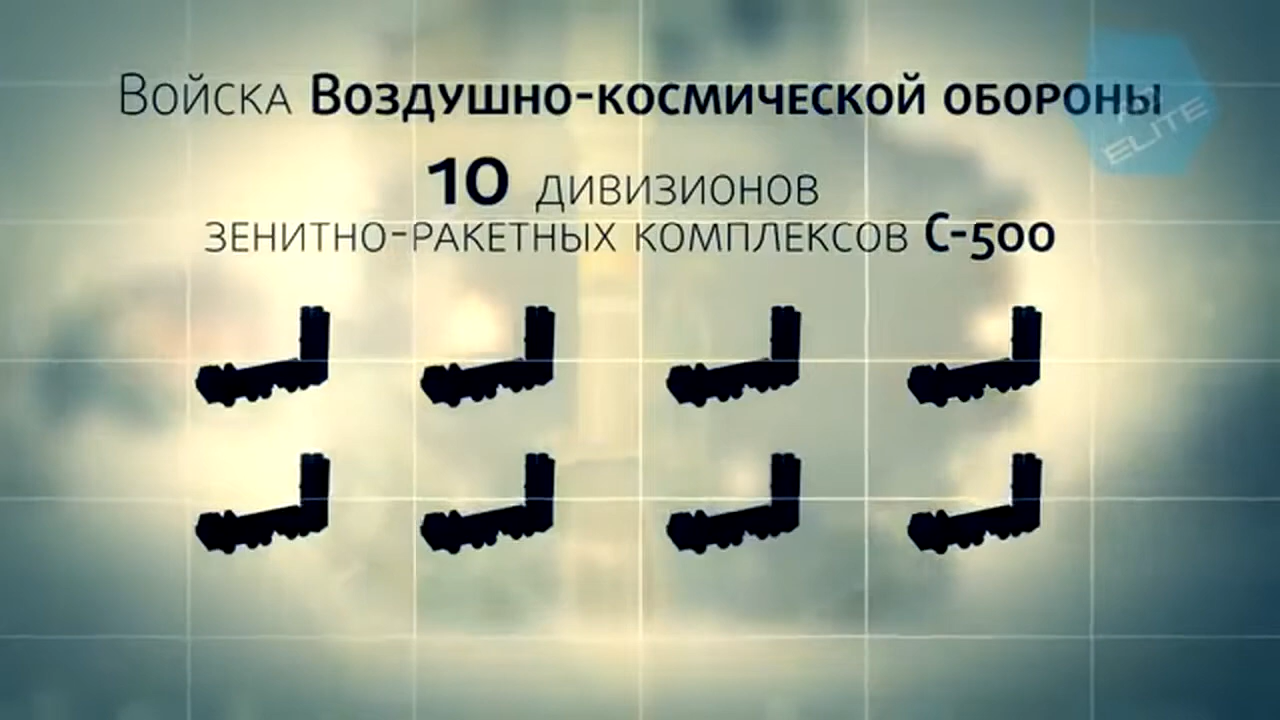 Войска Воздушно-космической обороны
10 дивизионов
зенитно-ракетных комплексов С-500
ELITE